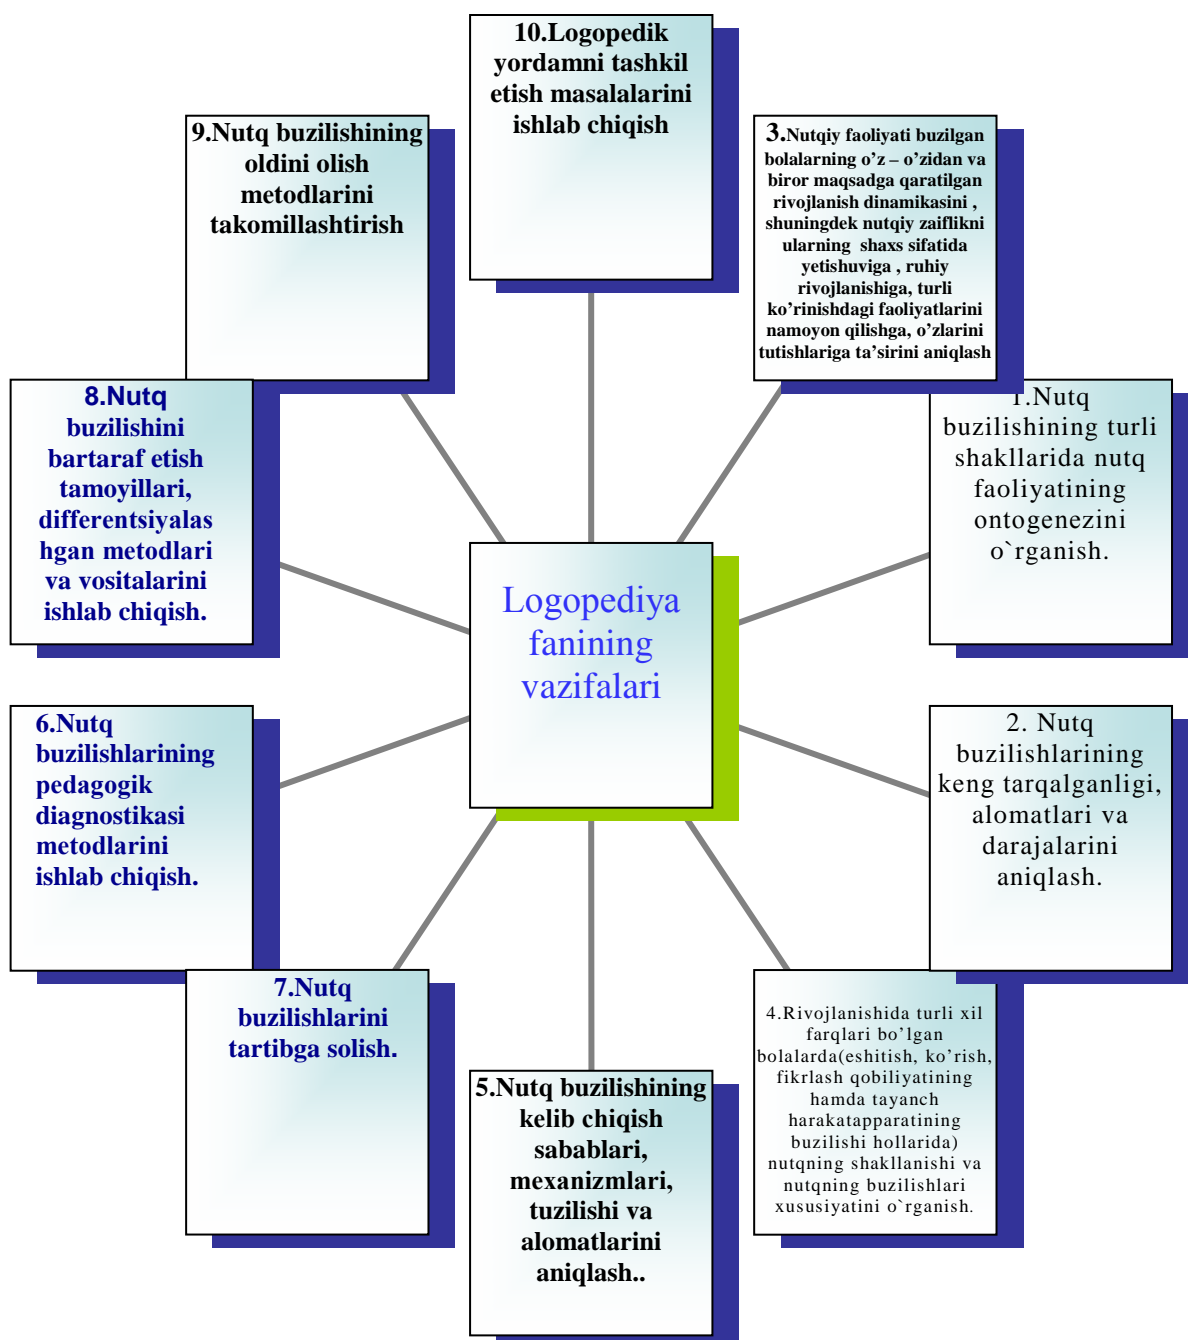 10.Logopedik
yordamni tashkil
etish masalalarini
ishlab chiqish
9.Nutq buzilishining
oldini olish
metodlarini
takomillashtirish
3.Nutqiy faoliyati buzilgan
bolalarning o’z – o’zidan va
biror maqsadga qaratilgan
rivojlanish dinamikasini ,
shuningdek nutqiy zaiflikni
ularning shaxs sifatida
yetishuviga , ruhiy
rivojlanishiga, turli
ko’rinishdagi faoliyatlarini
namoyon qilishga, o’zlarini
tutishlariga ta’sirini aniqlash
8.Nutq
buzilishini
bartaraf etish
tamoyillari,
differentsiyalas
hgan metodlari
va vositalarini
ishlab chiqish.
1.Nutq
buzilishining turli
shakllarida nutq
faoliyatining
ontogenezini
o`rganish.
Logopediya
fanining
vazifalari
6.Nutq
buzilishlarining
pedagogik
diagnostikasi
metodlarini
ishlab chiqish.
2. Nutq
buzilishlarining
keng tarqalganligi,
alomatlari va
darajalarini
aniqlash.
7.Nutq
buzilishlarini
tartibga solish.
4.Rivojlanishida turli xil
farqlari bo’lgan
bolalarda(eshitish, ko’rish,
fikrlash qobiliyatining
hamda tayanch
harakatapparatining
buzilishi hollarida)
nutqning shakllanishi va
nutqning buzilishlari
xususiyatini o`rganish.
5.Nutq buzilishining
kelib chiqish
sabablari,
mexanizmlari,
tuzilishi va
alomatlarini
aniqlash..